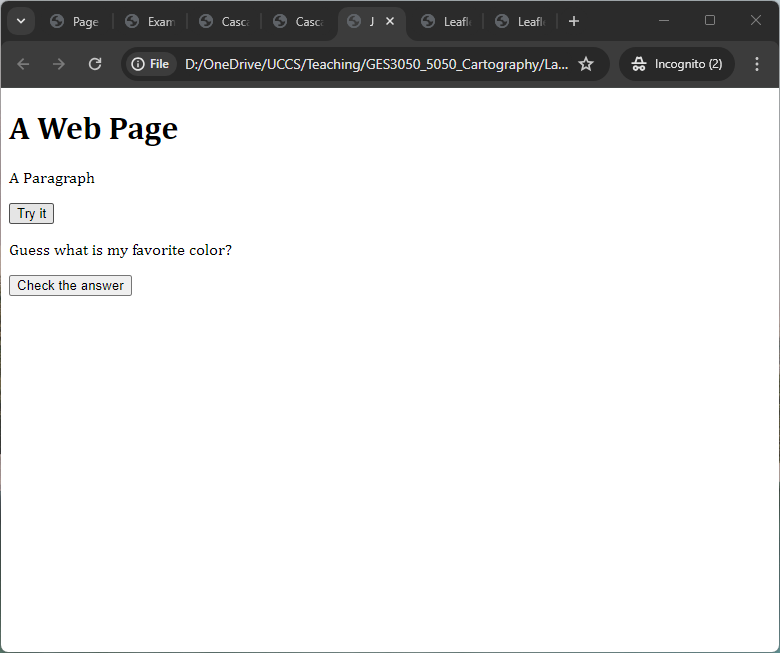 Page
Exam
Casc
Casca
J
Leafl
Leafl
File
D:/OneDrive/UCCS/Teaching/GES3050_5050_Cartography/La...
Incognito (2)
A Web Page
A Paragraph
Try it
Guess what is my favorite color?
Check the answer